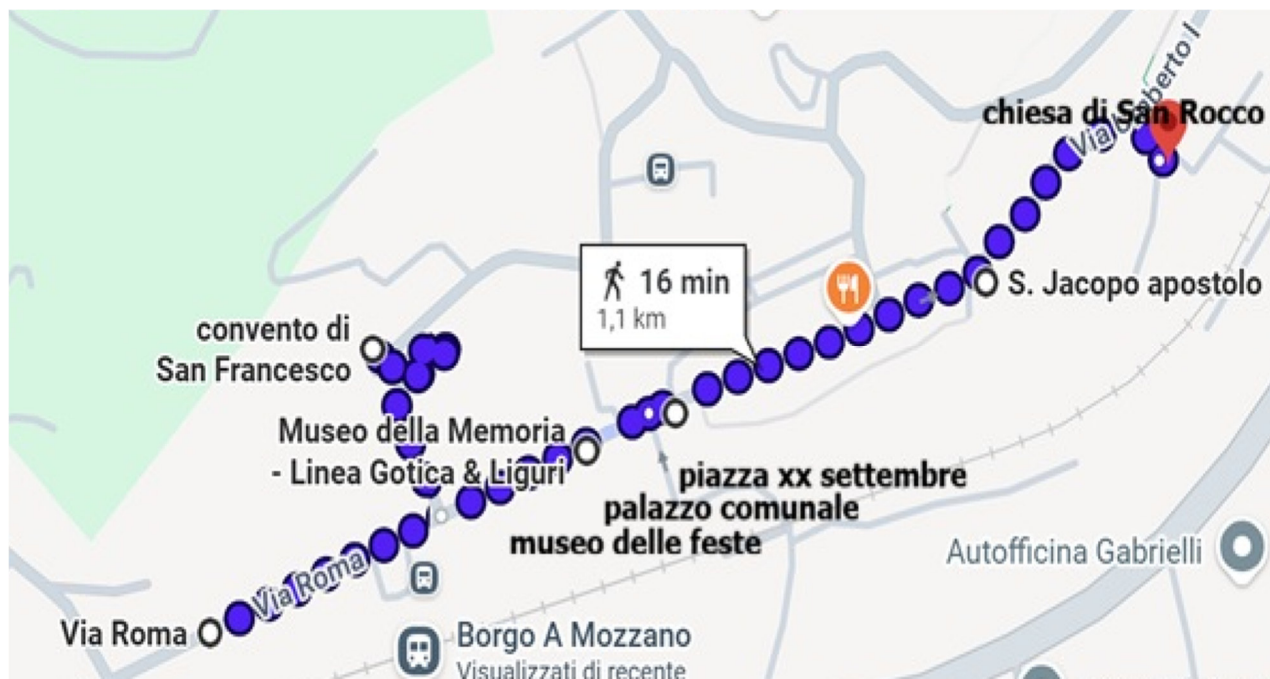 Via Umberto I
chiesa di San Rocco
16 min
1,1 km
S. Jacopo apostolo
convento di
San Francesco
Museo della Memoria
- Linea Gotica & Liguri
piazza xx settembre
palazzo comunale
museo delle feste
Autofficina Gabrielli
Via Roma
Via Roma
Borgo A Mozzano
Visualizzati di recente